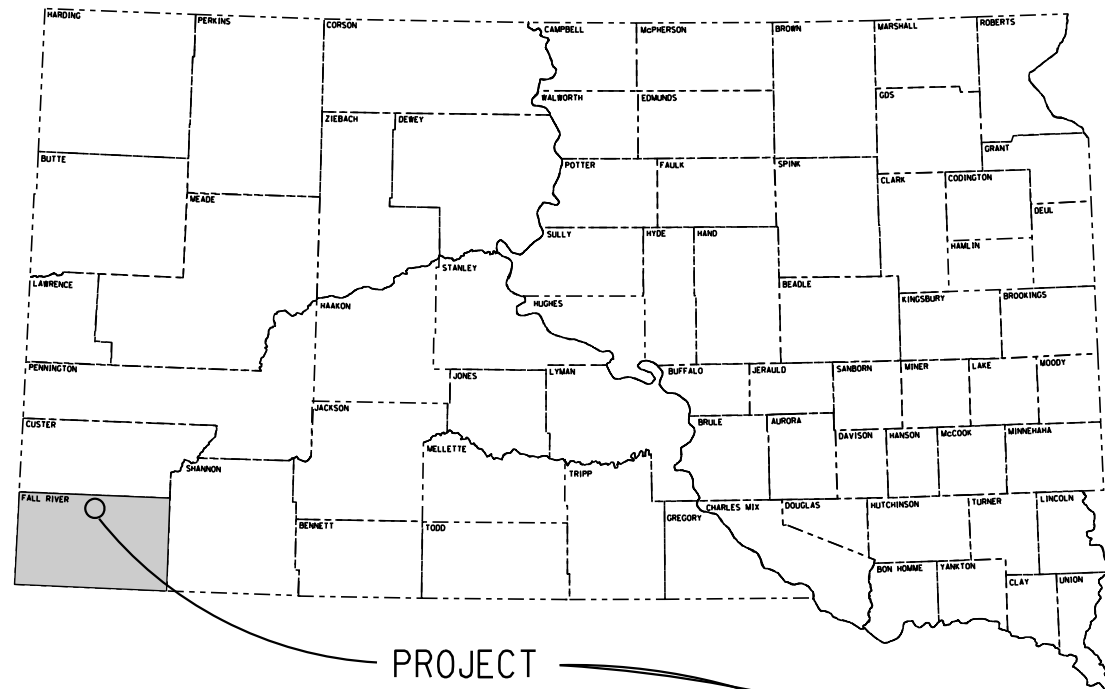 HARDING
PERKINS
CORSON
CAMPBELL
McPHERSON
BROWN
MARSHALL
ROBERTS
WALWORTH
EDMUNDS
GDS
ZIEBACH
DEWEY
GRANT
BUTTE
POTTER
FAULK
SPINK
CLARK
CODINGTON
MEADE
DEUL
SULLY
HYDE
HAND
HAMLIN
STANLEY
LAWRENCE
BEADLE
HAAKON
HUGHES
KINGSBURY
BROOKINGS
PENNINGTON
JONES
LYMAN
BUFFALO
JERAULD
SANBORN
MINER
LAKE
MOODY
JACKSON
CUSTER
BRULE
AURORA
DAVISON
HANSON
McCOOK
MINNEHAHA
MELLETTE
SHANNON
TRIPP
FALL RIVER
CHARLES MIX
DOUGLAS
HUTCHINSON
TURNER
LINCOLN
GREGORY
BENNETT
TODD
BON HOMME
YANKTON
CLAY
UNION
PROJECT